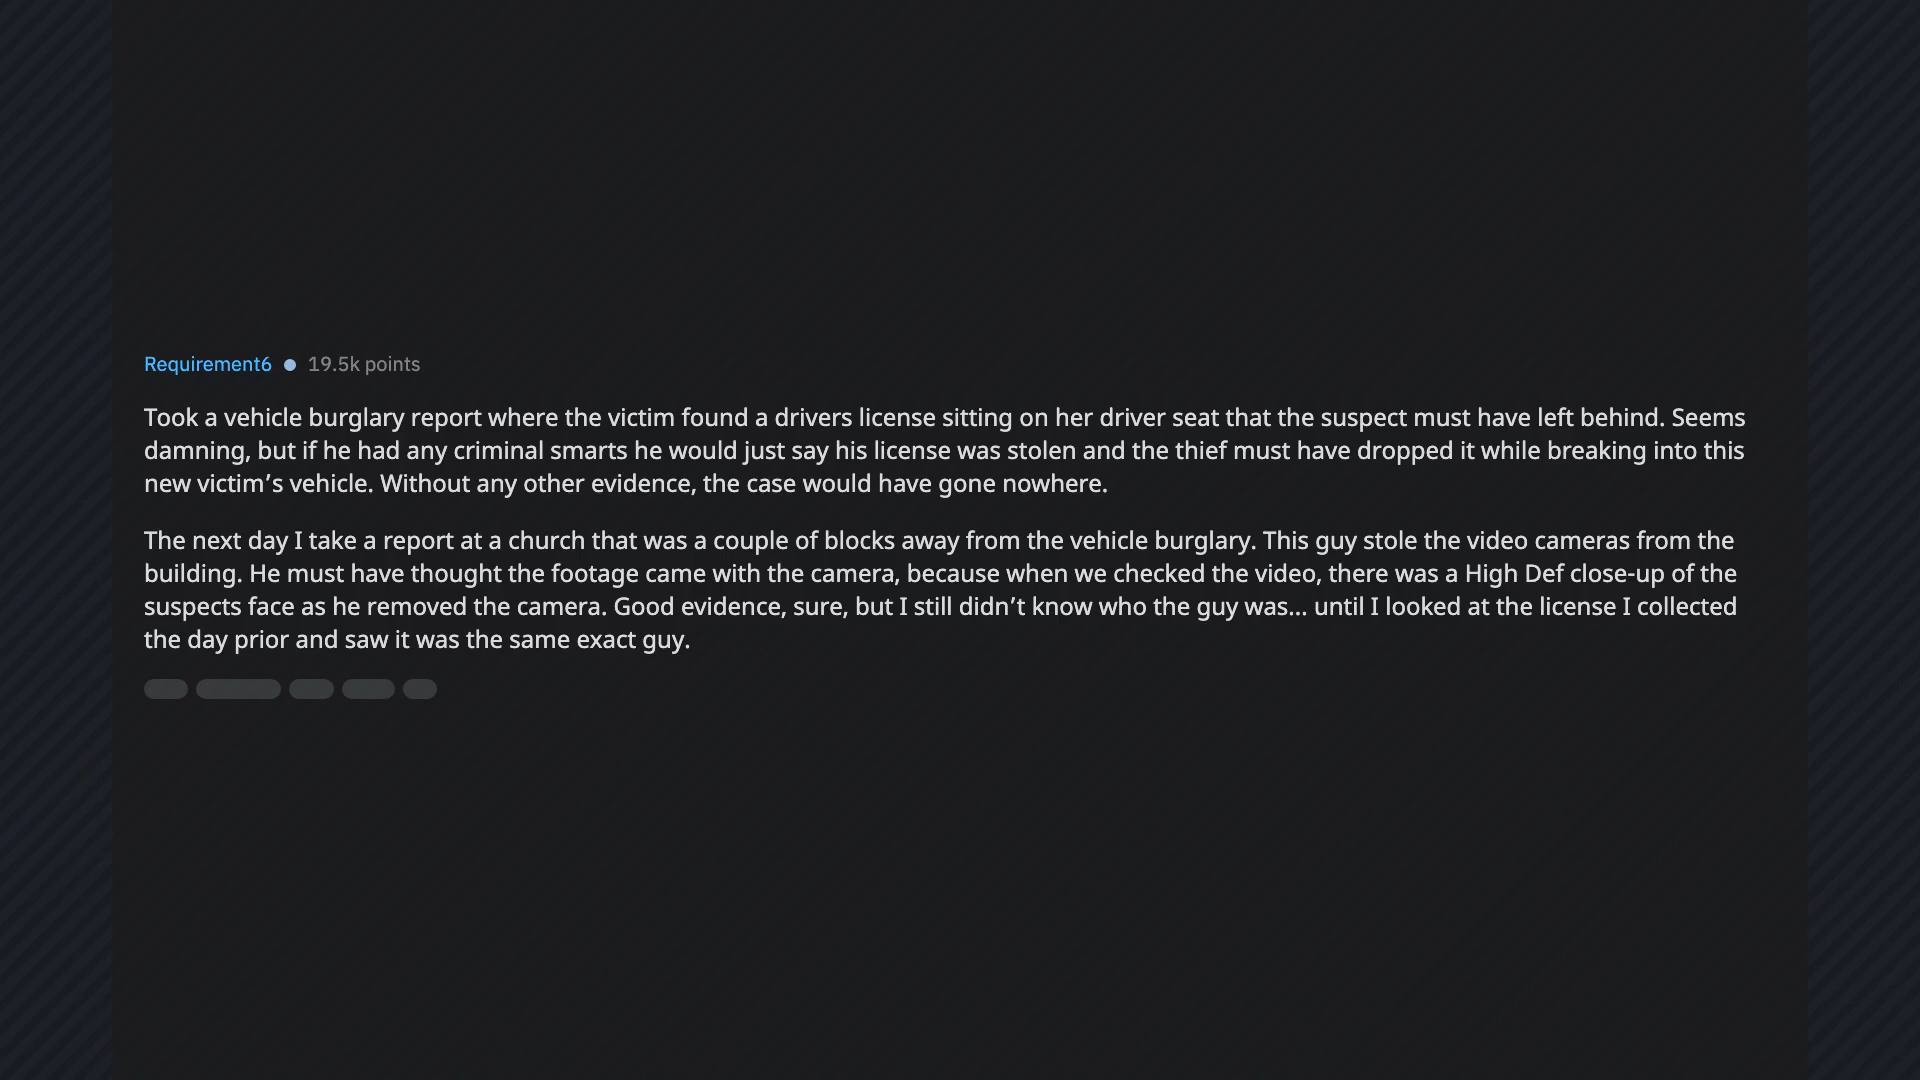 Requirement6 ● 19.5k points
Took a vehicle burglary report where the victim found a drivers license sitting on her driver seat that the suspect must have left behind. Seems
damning, but if he had any criminal smarts he would just say his license was stolen and the thief must have dropped it while breaking into this
new victim’s vehicle. Without any other evidence, the case would have gone nowhere.
The next day I take a report at a church that was a couple of blocks away from the vehicle burglary. This guy stole the video cameras from the
building. He must have thought the footage came with the camera, because when we checked the video, there was a High Def close-up of the
suspects face as he removed the camera. Good evidence, sure, but I still didn’t know who the guy was... until I looked at the license I collected
the day prior and saw it was the same exact guy.